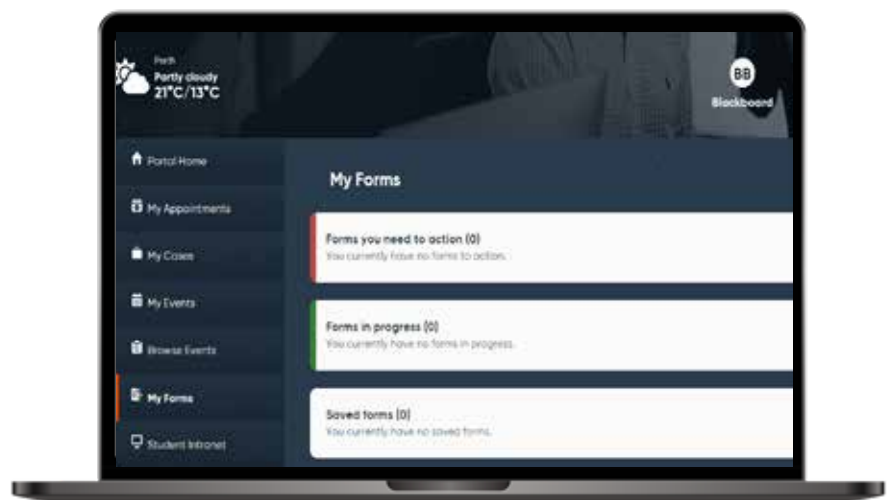 Perth
Partly cloudy
21°C/13°C
BB
Blackboard
Portal Home
My Appointments
My Cases
My Events
Browse Events
My Forms
Student Intranet
My Forms
Forms you need to action (0)
You currently have no forms to action.
Forms in progress (0)
You currently have no forms in progress.
Saved forms (0)
You currently have no saved forms.